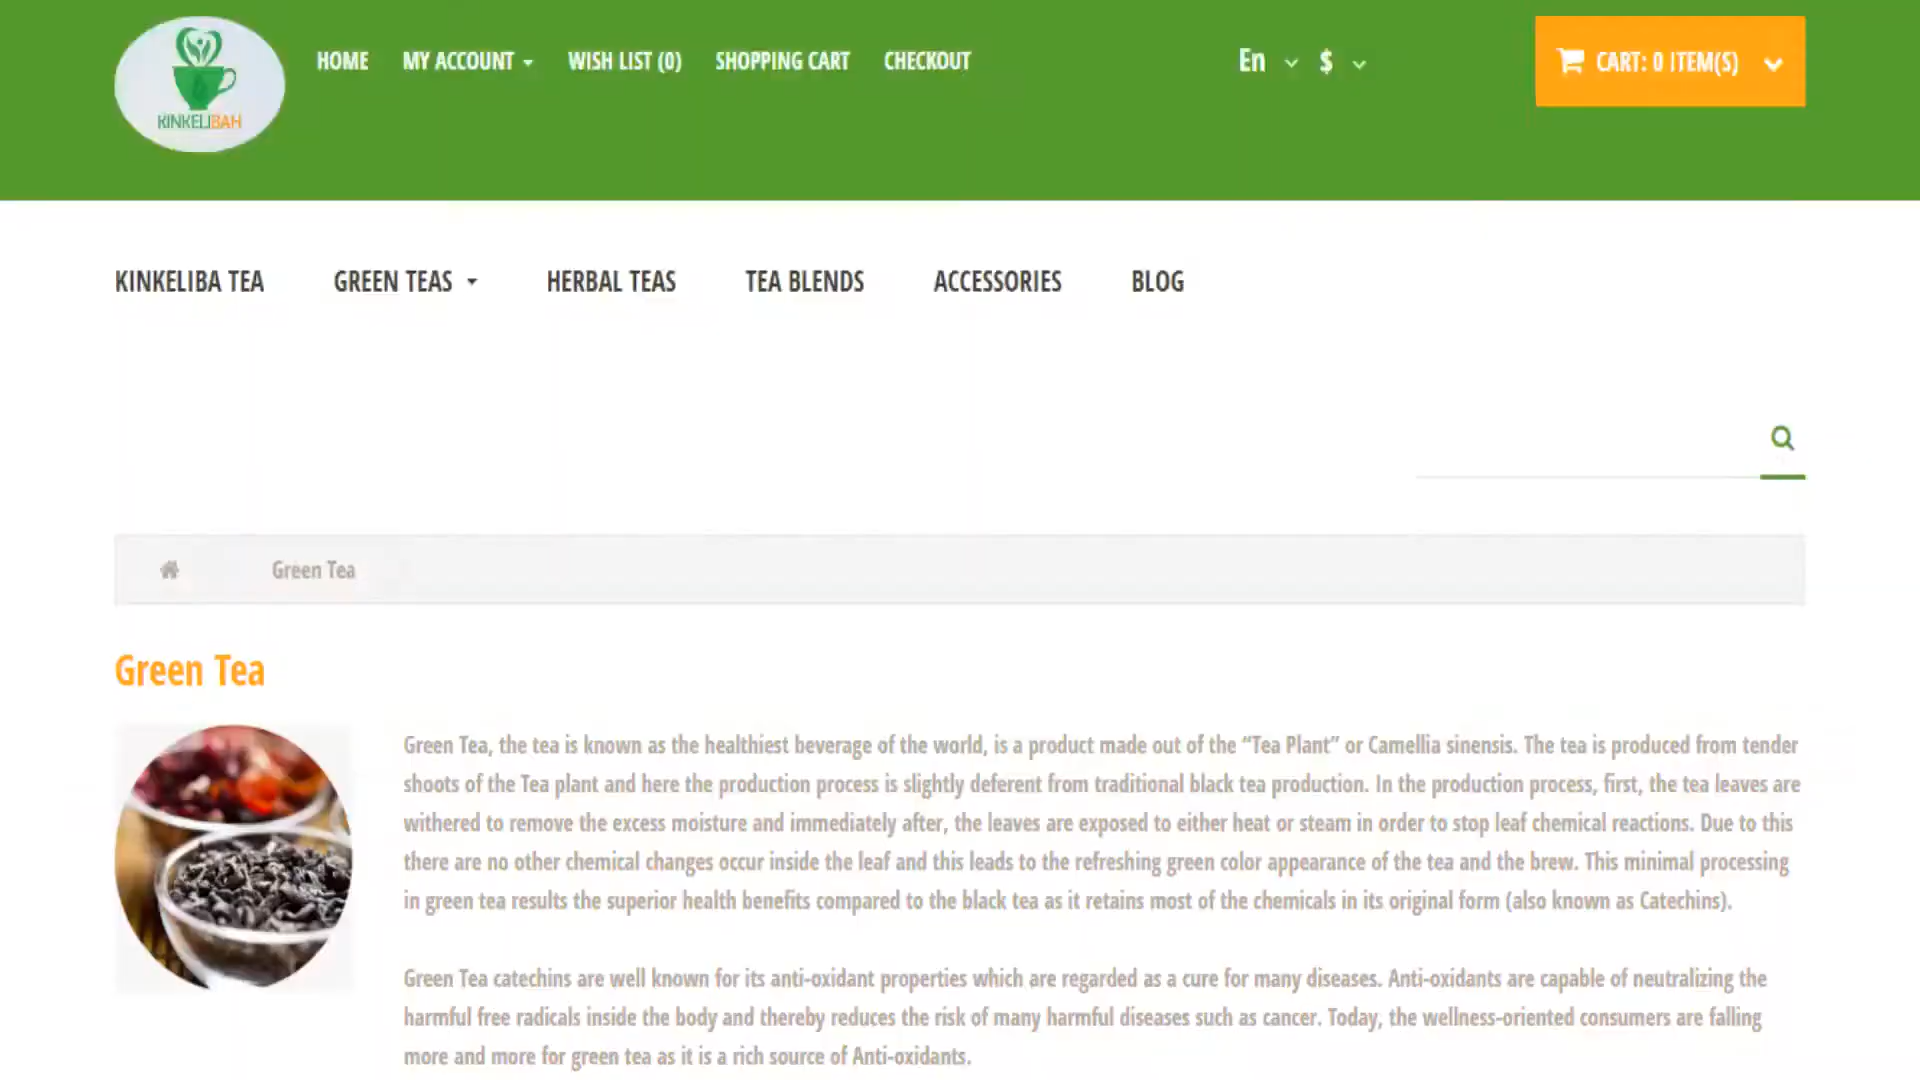 KINKELIBAH
HOME MY ACCOUNT WISH LIST (0) SHOPPING CART CHECKOUT En $ CART: 0 ITEM(S)
KINKELIBA TEA GREEN TEAS HERBAL TEAS TEA BLENDS ACCESSORIES BLOG
Green Tea
Green Tea
Green Tea, the tea is known as the healthiest beverage of the world, is a product made out of the “Tea Plant” or Camellia sinensis. The tea is produced from tender
shoots of the Tea plant and here the production process is slightly deferent from traditional black tea production. In the production process, first, the tea leaves are
withered to remove the excess moisture and immediately after, the leaves are exposed to either heat or steam in order to stop leaf chemical reactions. Due to this
there are no other chemical changes occur inside the leaf and this leads to the refreshing green color appearance of the tea and the brew. This minimal processing
in green tea results the superior health benefits compared to the black tea as it retains most of the chemicals in its original form (also known as Catechins).
Green Tea catechins are well known for its anti-oxidant properties which are regarded as a cure for many diseases. Anti-oxidants are capable of neutralizing the
harmful free radicals inside the body and thereby reduces the risk of many harmful diseases such as cancer. Today, the wellness-oriented consumers are falling
more and more for green tea as it is a rich source of Anti-oxidants.